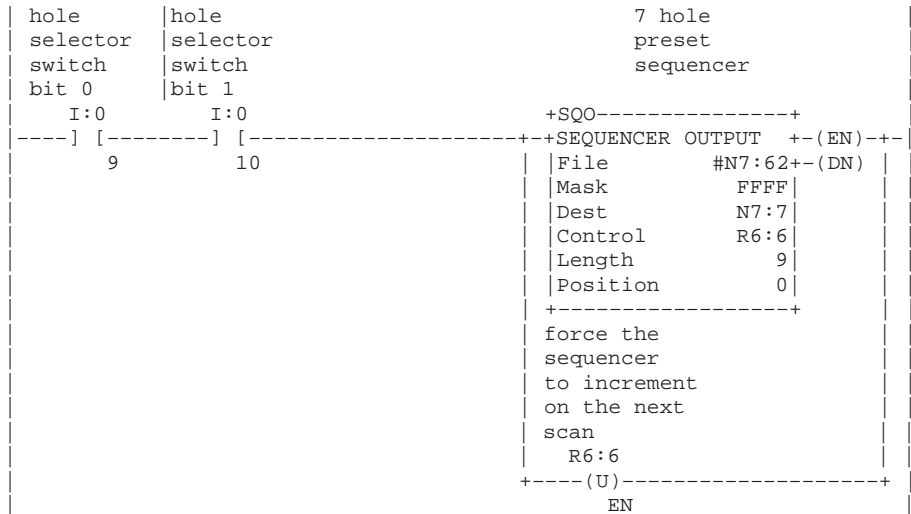 hole |hole 7 hole
selector |selector preset
switch |switch sequencer
bit 0 |bit 1
I:0 I:0 +SQO---------------+
|----] [--------] [--------------------+-+SEQUENCER OUTPUT +-(EN)-+-|
9 10 | |File #N7:62+-(DN) |
| |Mask FFFF| |
| |Dest N7:7| |
| |Control R6:6| |
| |Length 9| |
| |Position 0| |
| +------------------+ |
| force the |
| sequencer |
| to increment |
| on the next |
| scan |
| R6:6 |
+----(U)--------------------+
EN